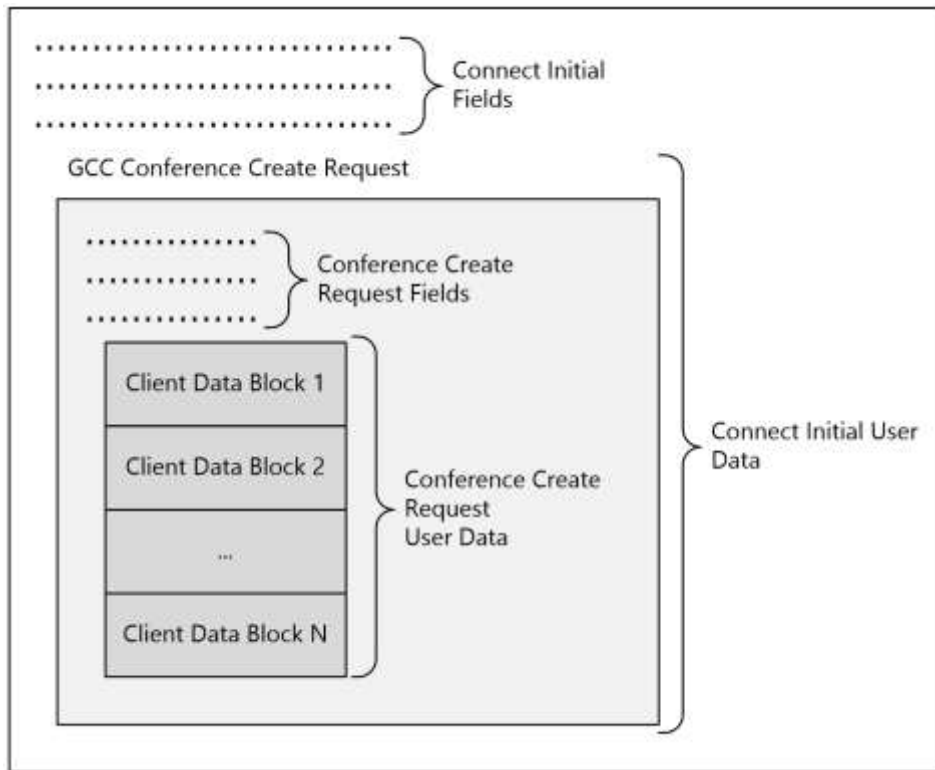 Connect Initial
Fields
GCC Conference Create Request
Conference Create
Request Fields
Client Data Block 1
Client Data Block 2
...
Client Data Block N
Conference Create
Request
User Data
Connect Initial User
Data